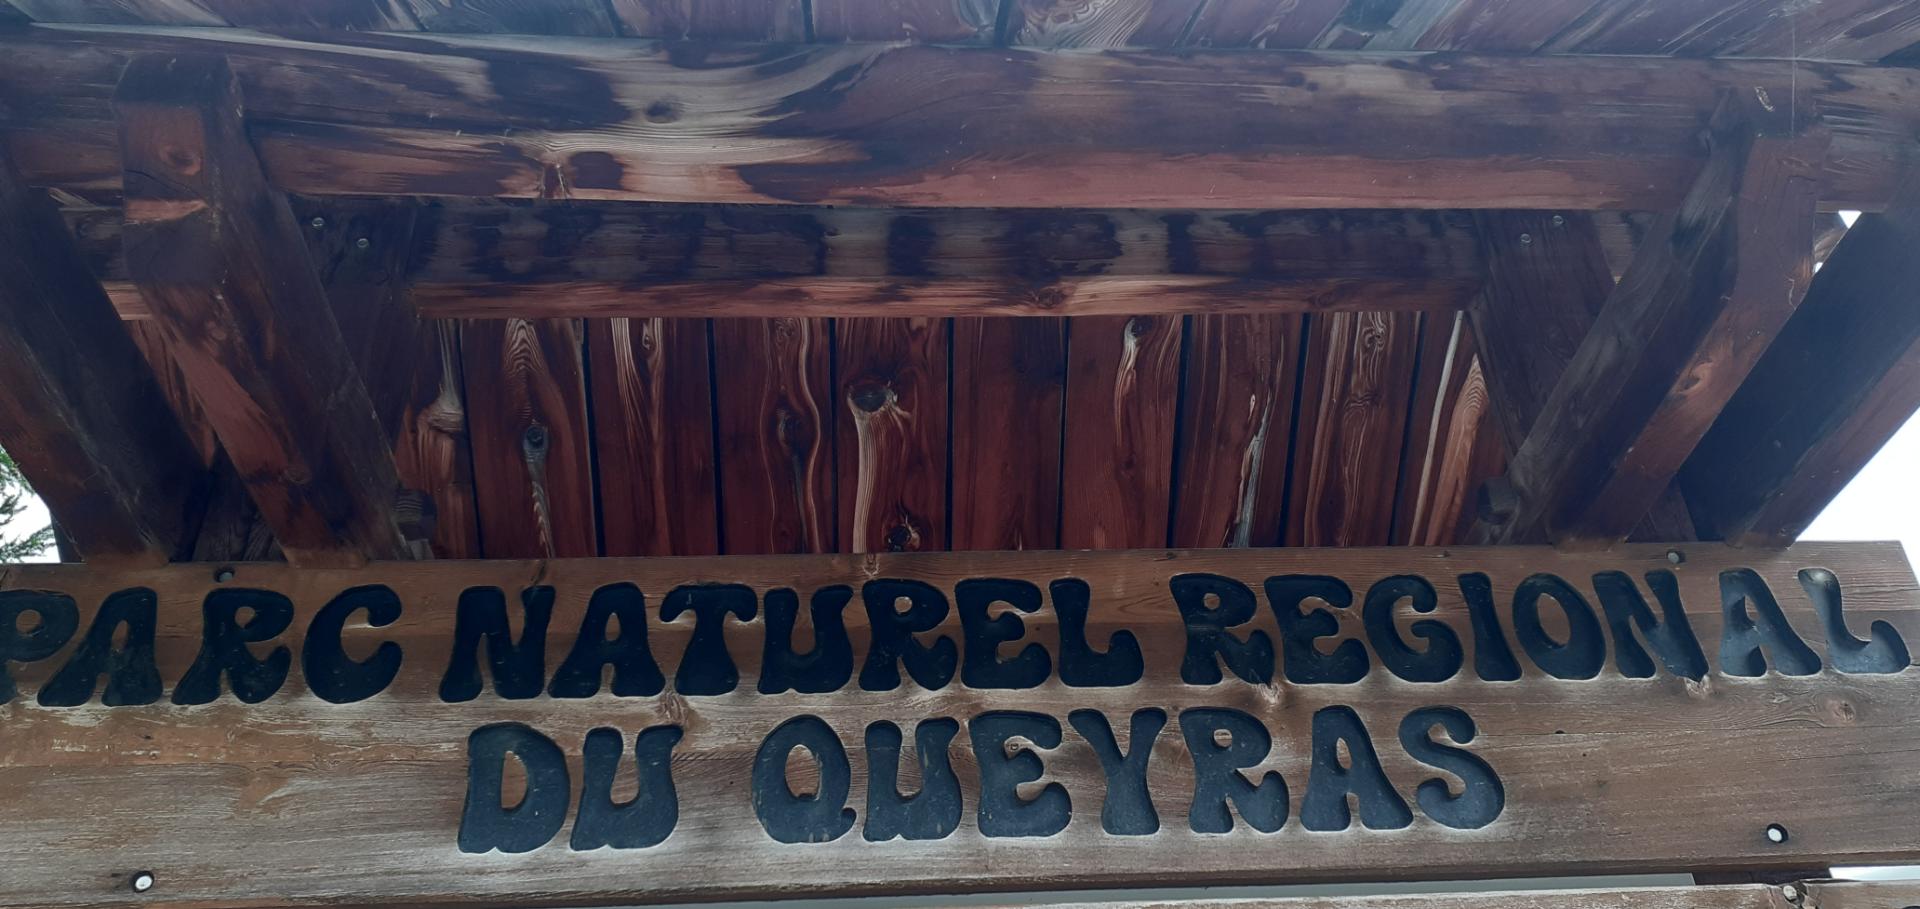 PARC NATUREL REGIONAL
DU QUEYRAS